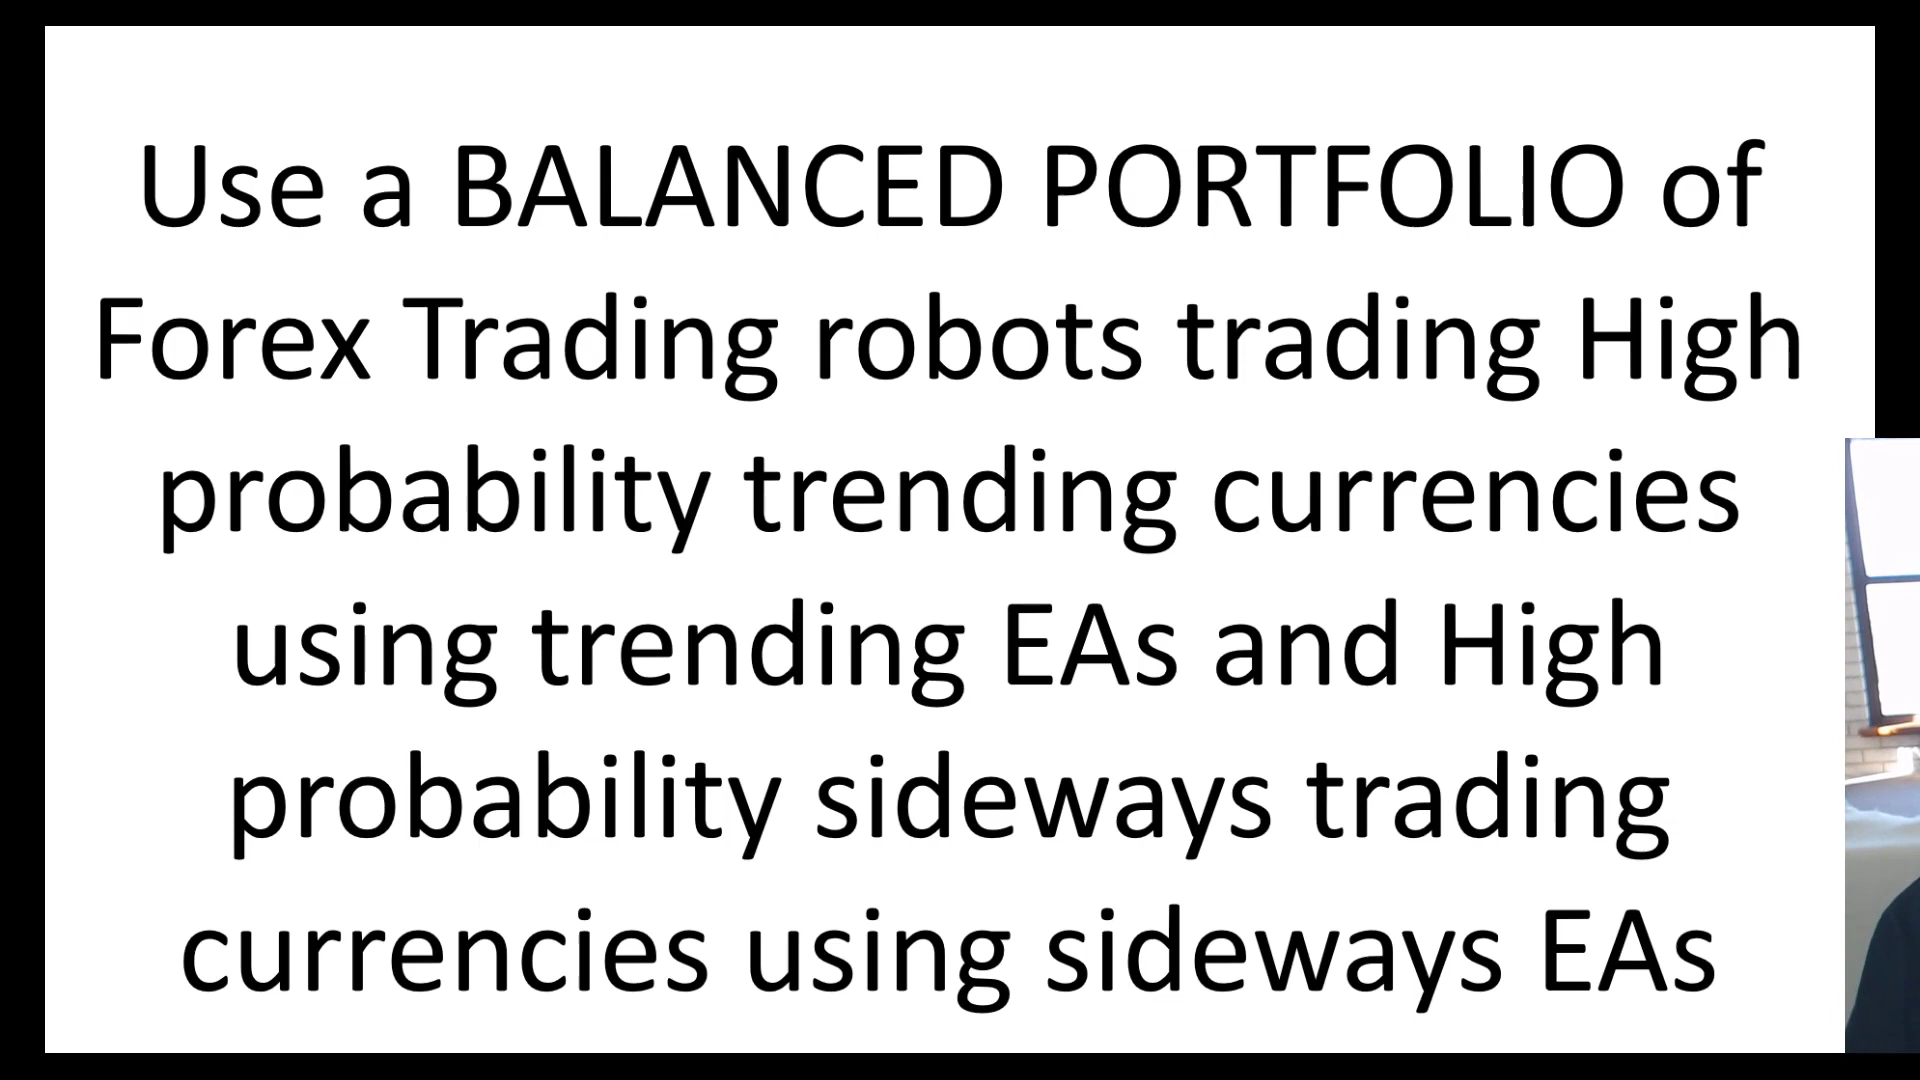 Use a BALANCED PORTFOLIO of
Forex Trading robots trading High
probability trending currencies
using trending EAs and High
probability sideways trading
currencies using sideways EAs